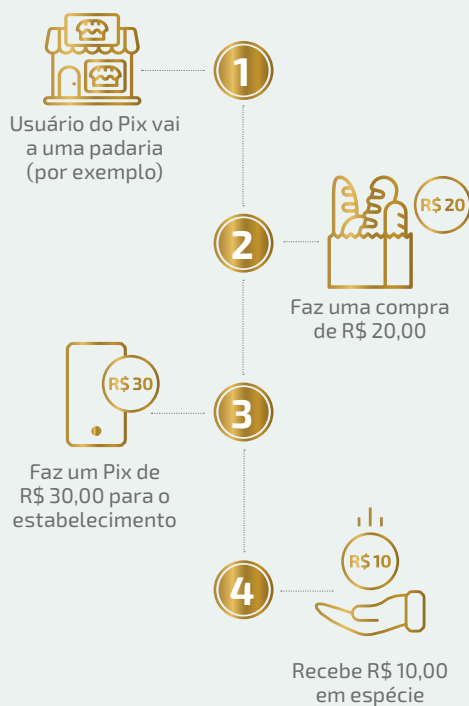 1
Usuário do Pix vai
a uma padaria
(por exemplo)
2
R$ 20
Faz uma compra
de R$ 20,00
R$ 30
3
Faz um Pix de
R$ 30,00 para o
estabelecimento
4
R$ 10
Recebe R$ 10,00
em espécie